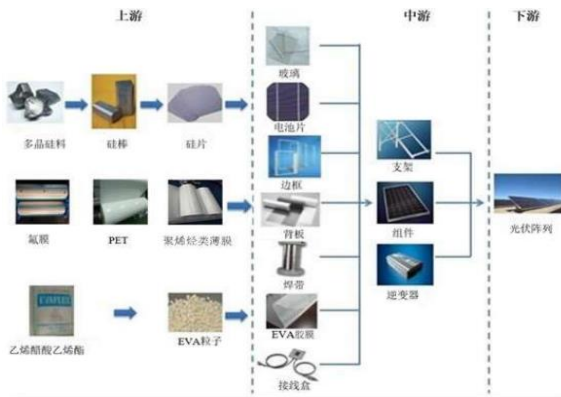 上游
中游
下游
玻璃
多晶硅料
硅棒
硅片
电池片
支架
边框
氟膜
PET
聚烯烃类薄膜
背板
组件
光伏阵列
焊带
逆变器
乙烯醋酸乙烯酯
EVA粒子
EVA胶膜
接线盒